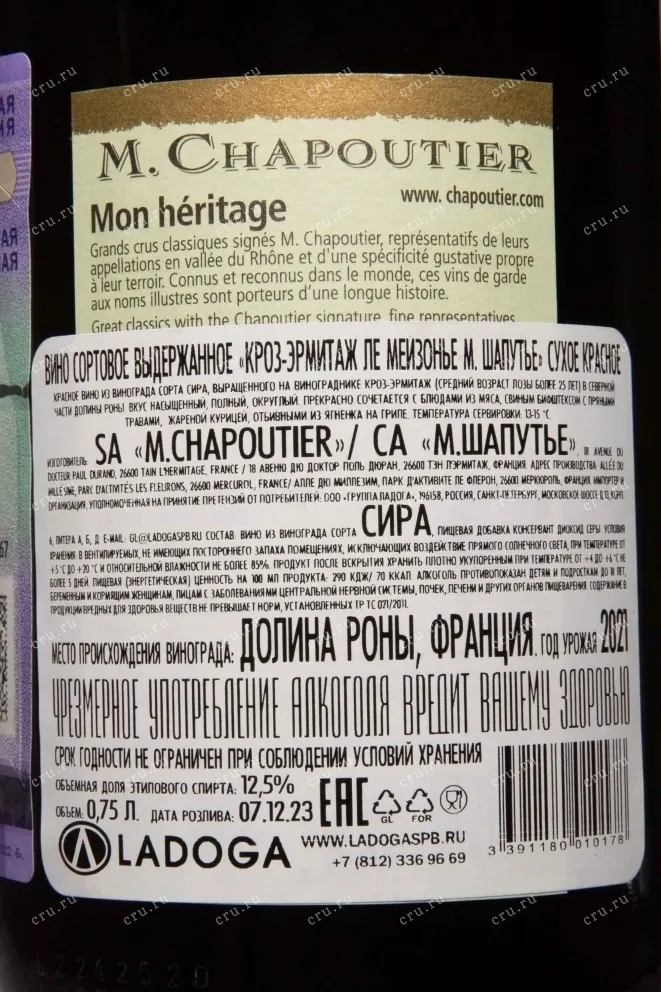 M. CHAPOUTIER
www. chapoutier.com
Mon héritage
Grands crus classiques signés M. Chapoutier, représentatifs de leurs
appellations en vallée du Rhône et d'une spécificité gustative propre
à leur terroir. Connus et reconnus dans le monde, ces vins de garde
aux noms illustres sont porteurs d'une longue histoire.
Great classics with the Chapoutier signature, fine representatives
ВИНО СОРТОВОЕ ВЫДЕРЖАННОЕ «КРОЗ-ЭРМИТАЖ ЛЕ МЕИЗОНЬЕ М. ШАПУТЬЕ» СУХОЕ КРАСНОЕ
КРАСНОЕ ВИНО ИЗ ВИНОГРАДА СОРТА СИРА, ВЫРАЩЕННОГО НА ВИНОГРАДНИКЕ КРОЗ-ЭРМИТАЖ (СРЕДНИЙ ВОЗРАСТ ЛОЗЫ БОЛЕЕ 25 ЛЕТ) В СЕВЕРНОЙ
ЧАСТИ ДОЛИНЫ РОНЫ. ВКУС НАСЫЩЕННЫЙ, ПОЛНЫЙ, ОКРУГЛЫЙ. ПРЕКРАСНО СОЧЕТАЕТСЯ С БЛЮДАМИ ИЗ МЯСА, СВИНЫМ БИФШТЕКСОМ С ПРЯНЫМИ
ТРАВАМИ, ЖАРЕНОЙ КУРИЦЕЙ, ОТБИВНЫМИ ИЗ ЯГНЕНКА НА ГРИЛЕ. ТЕМПЕРАТУРА СЕРВИРОВКИ: 13-15 °C.
ИЗГОТОВИТЕЛЬ: SA «M.CHAPOUTIER»/ СА «М.ШАПУТЬЕ», 18 AVENUE DU
DOCTEUR PAUL DURAND, 26600 TAIN L'HERMITAGE, FRANCE / 18 АВЕНЮ ДЮ ДОКТОР ПОЛЬ ДЮРАН, 26600 ТЭН Л'ЭРМИТАЖ, ФРАНЦИЯ. АДРЕС ПРОИЗВОДСТВА: ALLÉE DU
MILLÉSIME, PARC D'ACTIVITÉS LES FLEURONS, 26600 MERCUROL, FRANCE/ АЛЛЕ ДЮ МИЛЛЕЗИМ, ПАРК Д'АКТИВИТЕ ЛЕ ФЛЕРОН, 26600 МЕРКЮРОЛЬ, ФРАНЦИЯ. ИМПОРТЕР И
ОРГАНИЗАЦИЯ, УПОЛНОМОЧЕННАЯ НА ПРИНЯТИЕ ПРЕТЕНЗИЙ ОТ ПОТРЕБИТЕЛЕЙ: ООО «ГРУППА ЛАДОГА», 196158, РОССИЯ, САНКТ-ПЕТЕРБУРГ, МОСКОВСКОЕ ШОССЕ Д.13, КОРП.
6, ЛИТЕРА А, Б, Д. E-MAIL: GL@LADOGASPB.RU СОСТАВ: ВИНО ИЗ ВИНОГРАДА СОРТА СИРА, ПИЩЕВАЯ ДОБАВКА КОНСЕРВАНТ ДИОКСИД СЕРЫ. УСЛОВИЯ
ХРАНЕНИЯ: В ВЕНТИЛИРУЕМЫХ, НЕ ИМЕЮЩИХ ПОСТОРОННЕГО ЗАПАХА ПОМЕЩЕНИЯХ, ИСКЛЮЧАЮЩИХ ВОЗДЕЙСТВИЕ ПРЯМОГО СОЛНЕЧНОГО СВЕТА, ПРИ ТЕМПЕРАТУРЕ ОТ
+5 °C ДО +20 °C И ОТНОСИТЕЛЬНОЙ ВЛАЖНОСТИ НЕ БОЛЕЕ 85%. ПРОДУКТ ПОСЛЕ ВСКРЫТИЯ ХРАНИТЬ ПЛОТНО УКУПОРЕННЫМ ПРИ ТЕМПЕРАТУРЕ ОТ +4 ДО +6 °C НЕ
БОЛЕЕ 5 ДНЕЙ. ПИЩЕВАЯ (ЭНЕРГЕТИЧЕСКАЯ) ЦЕННОСТЬ НА 100 МЛ ПРОДУКТА: 290 КДЖ/ 70 ККАЛ. АЛКОГОЛЬ ПРОТИВОПОКАЗАН ДЕТЯМ И ПОДРОСТКАМ ДО 18 ЛЕТ,
БЕРЕМЕННЫМ И КОРМЯЩИМ ЖЕНЩИНАМ, ЛИЦАМ С ЗАБОЛЕВАНИЯМИ ЦЕНТРАЛЬНОЙ НЕРВНОЙ СИСТЕМЫ, ПОЧЕК, ПЕЧЕНИ И ДРУГИХ ОРГАНОВ ПИЩЕВАРЕНИЯ. СОДЕРЖАНИЕ В
ПРОДУКЦИИ ВРЕДНЫХ ДЛЯ ЗДОРОВЬЯ ВЕЩЕСТВ НЕ ПРЕВЫШАЕТ НОРМ, УСТАНОВЛЕННЫХ ТР ТС 021/2011.
МЕСТО ПРОИСХОЖДЕНИЯ ВИНОГРАДА: ДОЛИНА РОНЫ, ФРАНЦИЯ. ГОД УРОЖАЯ 2021
ЧРЕЗМЕРНОЕ УПОТРЕБЛЕНИЕ АЛКОГОЛЯ ВРЕДИТ ВАШЕМУ ЗДОРОВЬЮ
СРОК ГОДНОСТИ НЕ ОГРАНИЧЕН ПРИ СОБЛЮДЕНИИ УСЛОВИЙ ХРАНЕНИЯ
ОБЪЕМНАЯ ДОЛЯ ЭТИЛОВОГО СПИРТА: 12,5%
ОБЪЕМ: 0,75 Л. ДАТА РОЗЛИВА: 07.12.23 EAC
GL FOR
LADOGA
WWW.LADOGASPB.RU
+7 (812) 336 96 69
3 391180 010178
cru.ru